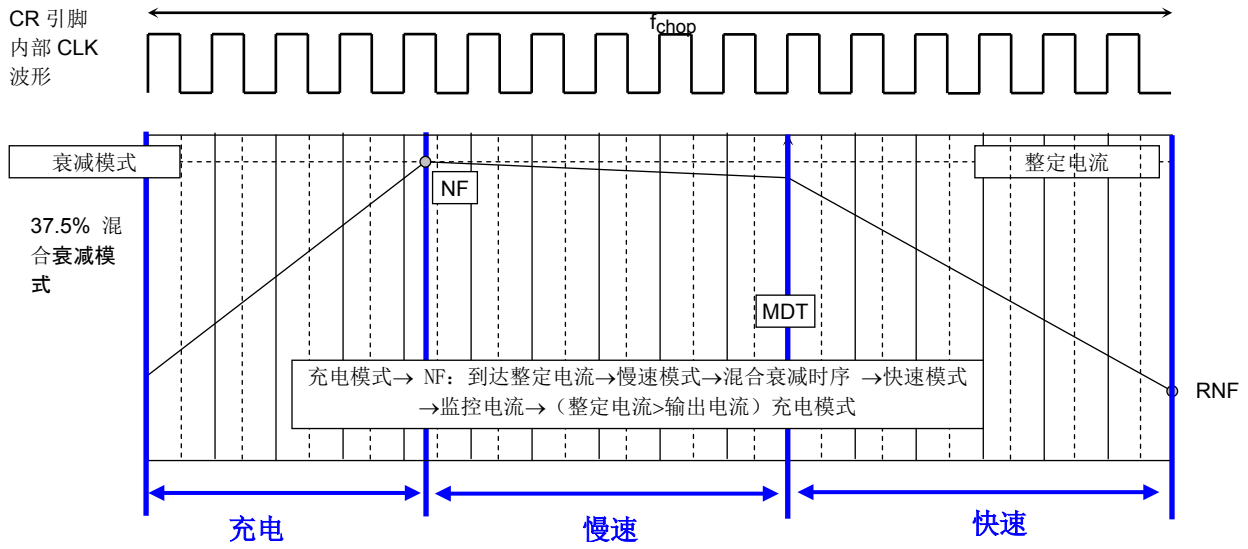 CR 引脚
内部 CLK
波形
fchop
衰减模式
整定电流
NF
37.5% 混
合衰减模
式
MDT
充电模式→ NF：到达整定电流→慢速模式→混合衰减时序 →快速模式
→监控电流→（整定电流>输出电流）充电模式
RNF
充电
慢速
快速